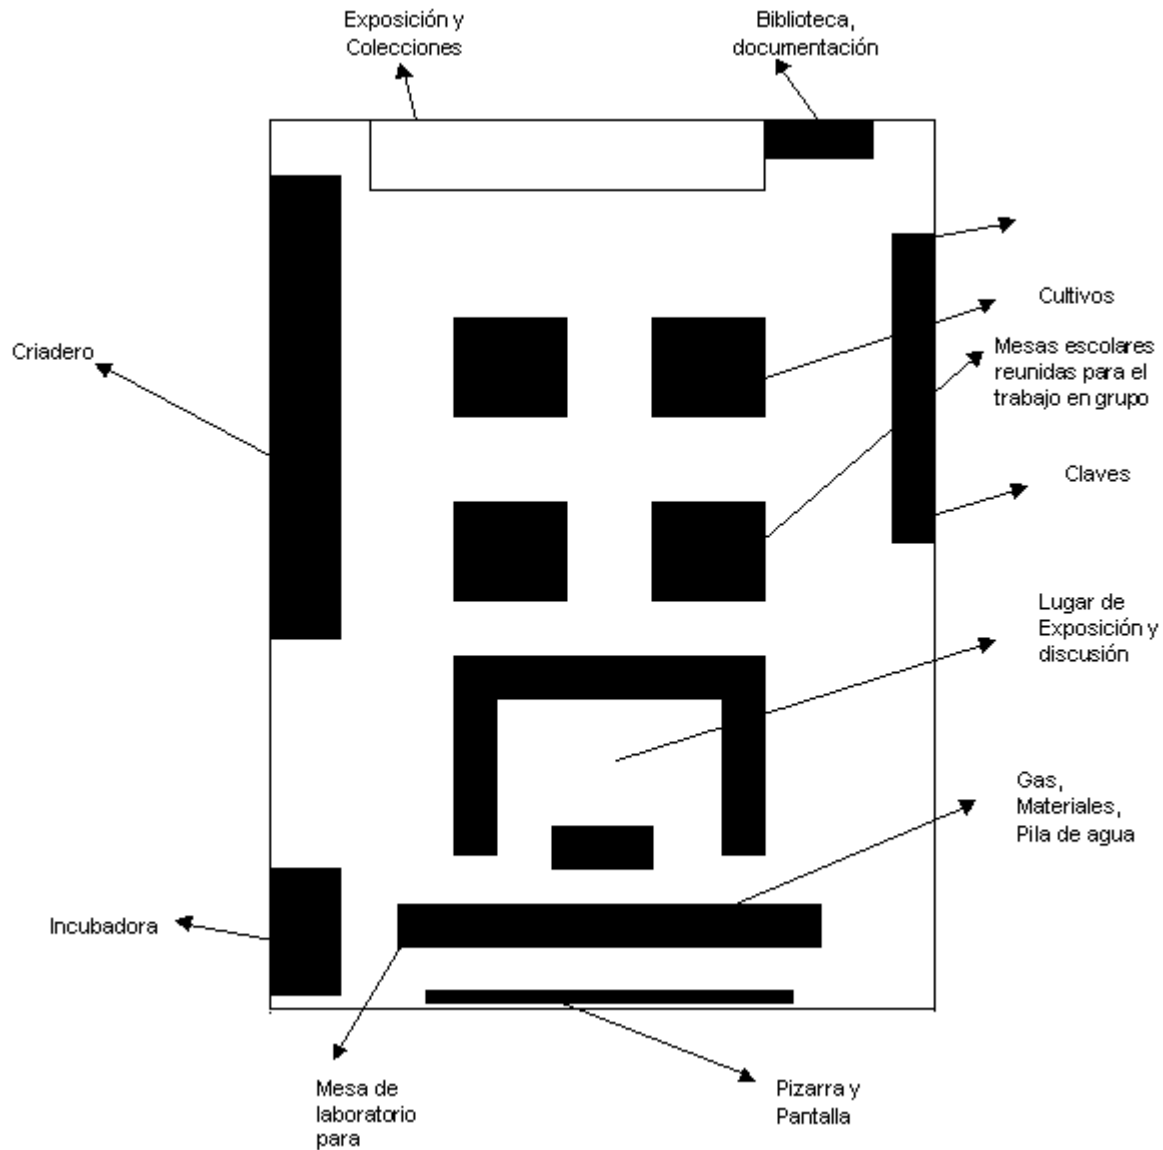 Exposición y
Colecciones
Biblioteca,
documentación
Cultivos
Mesas escolares
reunidas para el
trabajo en grupo
Criadero
Claves
Lugar de
Exposición y
discusión
Gas,
Materiales,
Pila de agua
Incubadora
Mesa de
laboratorio
para
Pizarra y
Pantalla